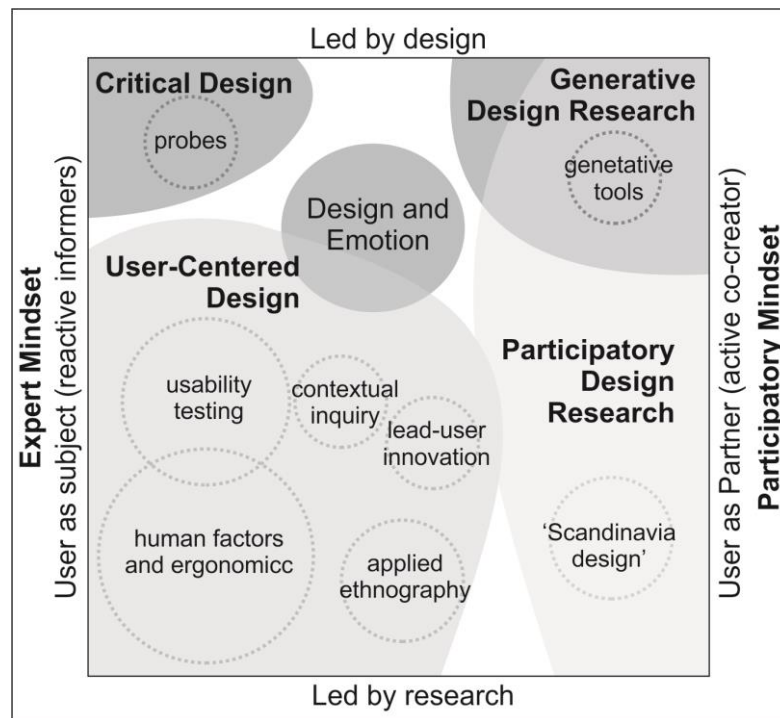 Led by design
Critical Design
probes
Generative
Design Research
genetative
tools
Design and
Emotion
User-Centered
Design
usability
testing
contextual
inquiry
lead-user
innovation
human factors
and ergonomicc
applied
ethnography
Participatory
Design
Research
‘Scandinavia
design’
Expert Mindset
User as subject (reactive informers)
User as Partner (active co-creator)
Participatory Mindset
Led by research